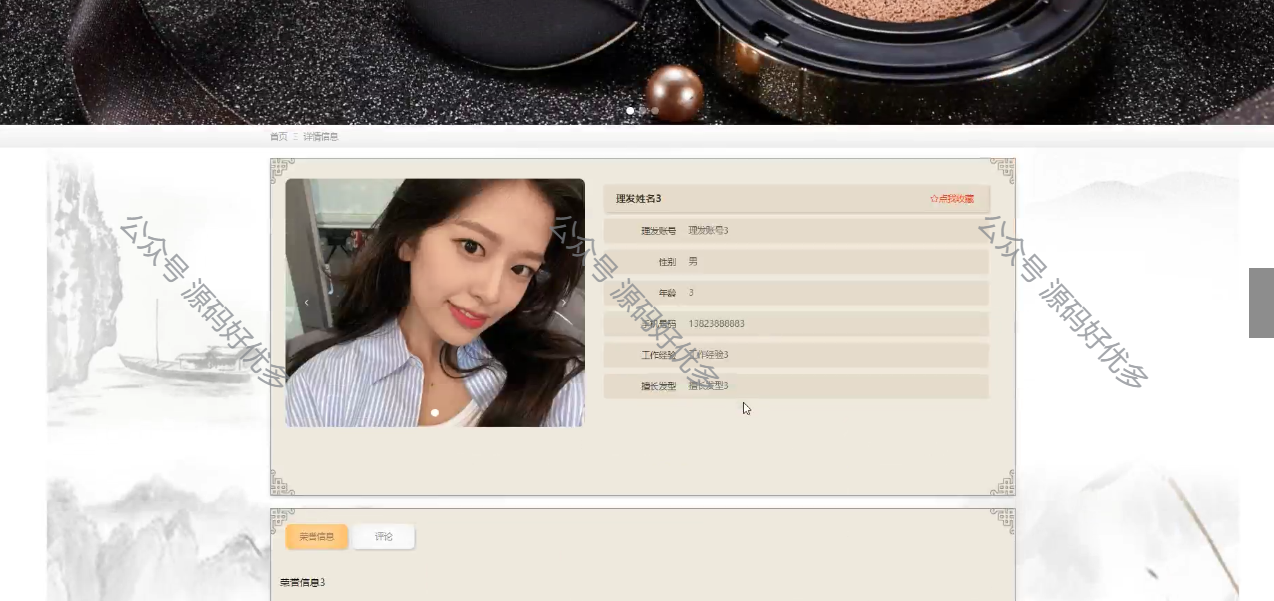 首页 Ξ 详情信息
理发姓名3
☆点我收藏
理发账号 理发账号3
性别 男
年龄 3
手机号码 13823888883
工作经验 工作经验3
擅长发型 擅长发型3
公众号 源码好优多
公众号 源码好优多
公众号 源码好优多
荣誉信息 评论
荣誉信息3